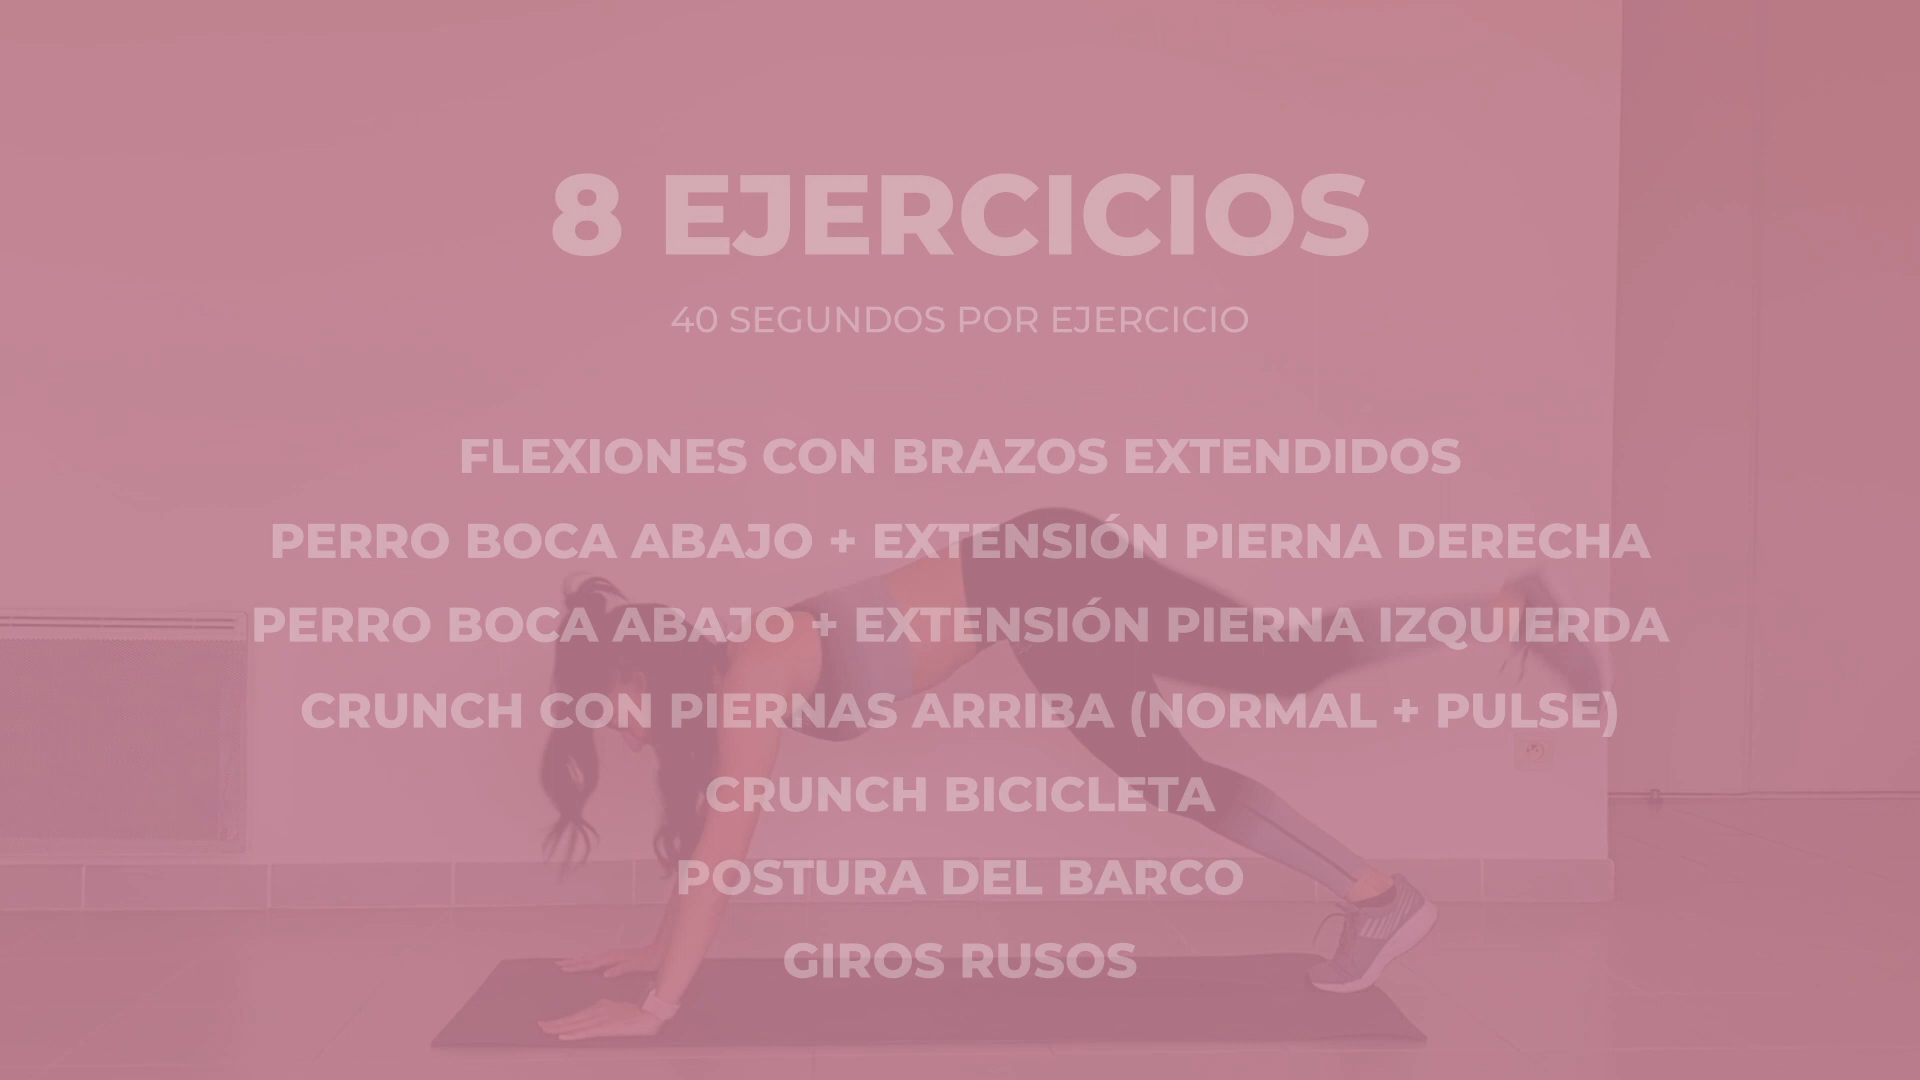 8 EJERCICIOS
40 SEGUNDOS POR EJERCICIO
FLEXIONES CON BRAZOS EXTENDIDOS
PERRO BOCA ABAJO + EXTENSIÓN PIERNA DERECHA
PERRO BOCA ABAJO + EXTENSIÓN PIERNA IZQUIERDA
CRUNCH CON PIERNAS ARRIBA (NORMAL + PULSE)
CRUNCH BICICLETA
POSTURA DEL BARCO
GIROS RUSOS